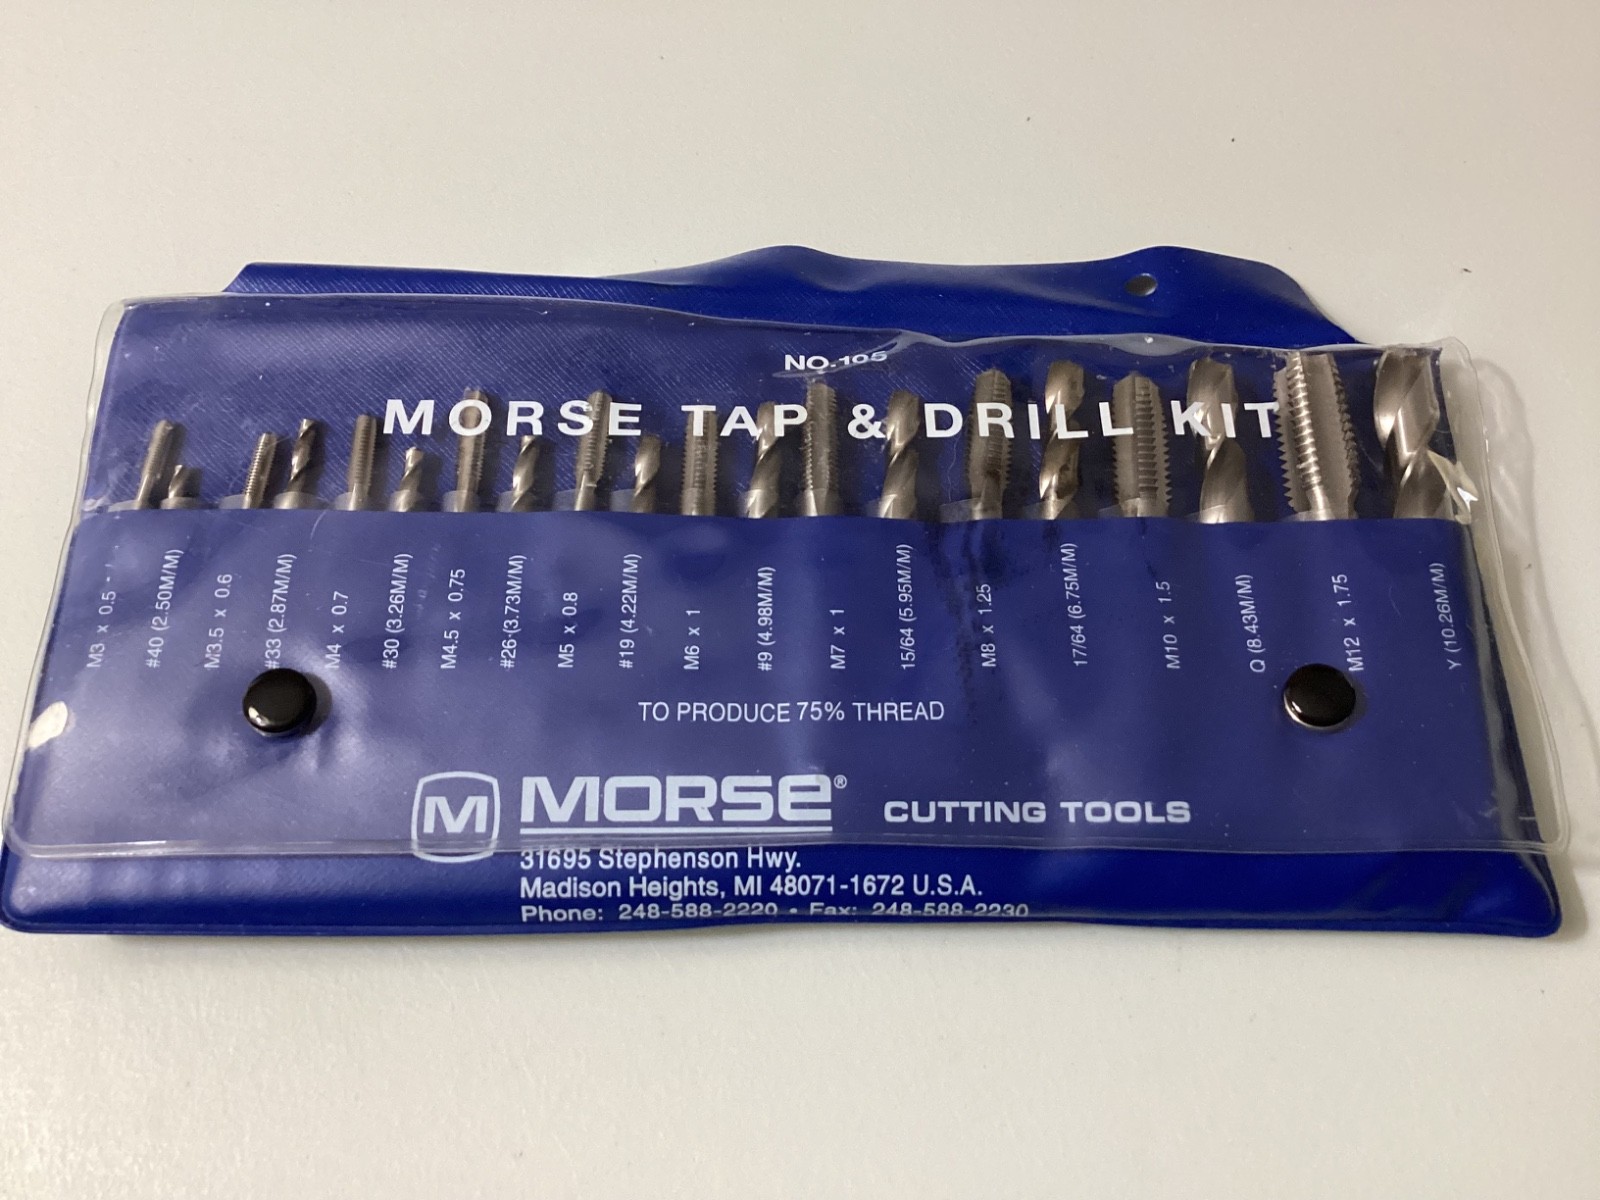 NO. 105
MORSE TAP & DRILL KIT
M3 x 0.5
#40 (2.50M/M)
M3.5 x 0.6
#33 (2.87M/M)
M4 x 0.7
#30 (3.26M/M)
M4.5 x 0.75
#26 (3.73M/M)
M5 x 0.8
#19 (4.22M/M)
M6 x 1
#9 (4.98M/M)
M7 x 1
15/64 (5.95M/M)
M8 x 1.25
17/64 (6.75M/M)
M10 x 1.5
Q (8.43M/M)
M12 x 1.75
Y (10.26M/M)
TO PRODUCE 75% THREAD
M MORSE® CUTTING TOOLS
31695 Stephenson Hwy.
Madison Heights, MI 48071-1672 U.S.A.
Phone: 248-588-2220 • Fax: 248-588-2230